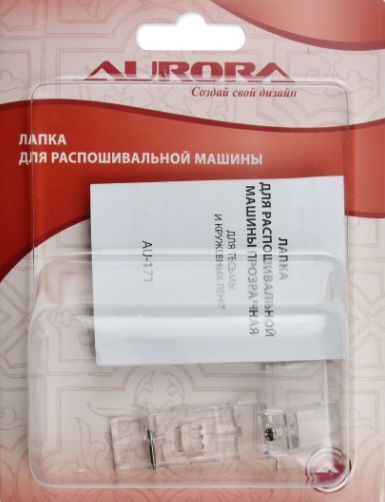 AURORA
Создай свой дизайн
ЛАПКА
ДЛЯ РАСПОШИВАЛЬНОЙ МАШИНЫ
ЛАПКА
ДЛЯ РАСПОШИВАЛЬНОЙ
МАШИНЫ ПРОЗРАЧНАЯ
ДЛЯ ТЕСЬМЫ
И КРУЖЕВНЫХ ЛЕНТ
AU-171